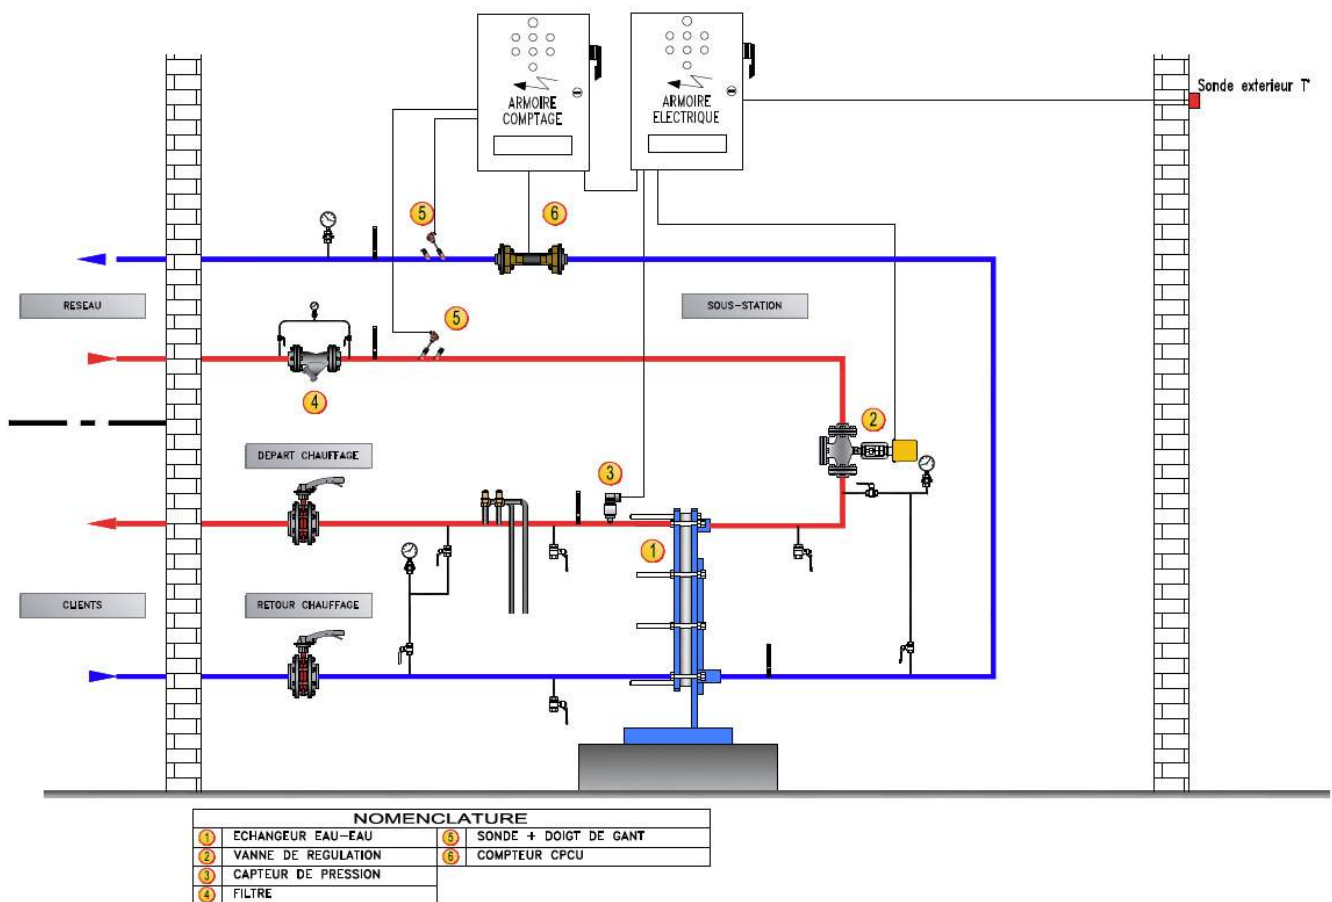 ARMOIRE
COMPTAGE
ARMOIRE
ELECTRIQUE
Sonde exterieur T°
5
6
RESEAU
SOUS-STATION
5
4
2
DEPART CHAUFFAGE
3
1
CLIENTS
RETOUR CHAUFFAGE
NOMENCLATURE
1 ECHANGEUR EAU-EAU
5 SONDE + DOIGT DE GANT
2 VANNE DE REGULATION
6 COMPTEUR CPCU
3 CAPTEUR DE PRESSION
4 FILTRE